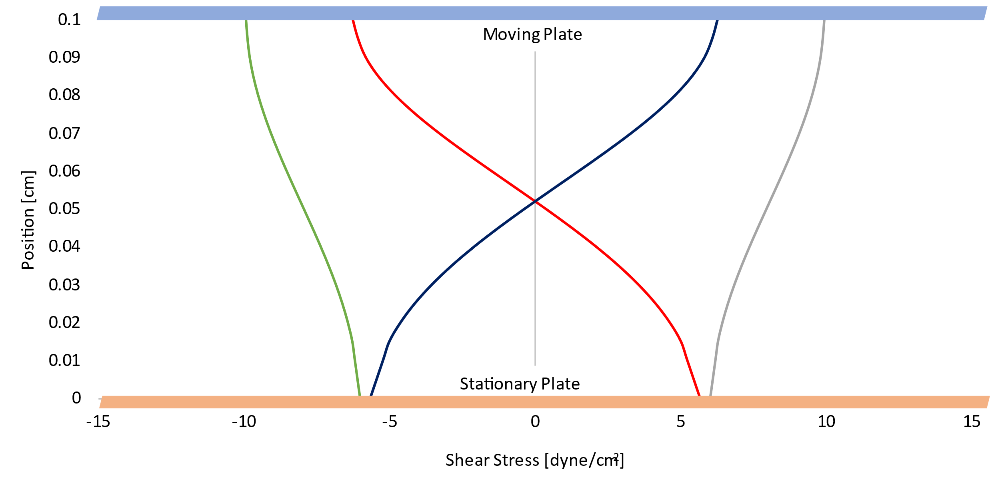 0.1
Moving Plate
0.09
0.08
0.07
0.06
0.05
0.04
0.03
0.02
0.01
0
Position [cm]
Stationary Plate
-15 -10 -5 0 5 10 15
Shear Stress [dyne/cm²]